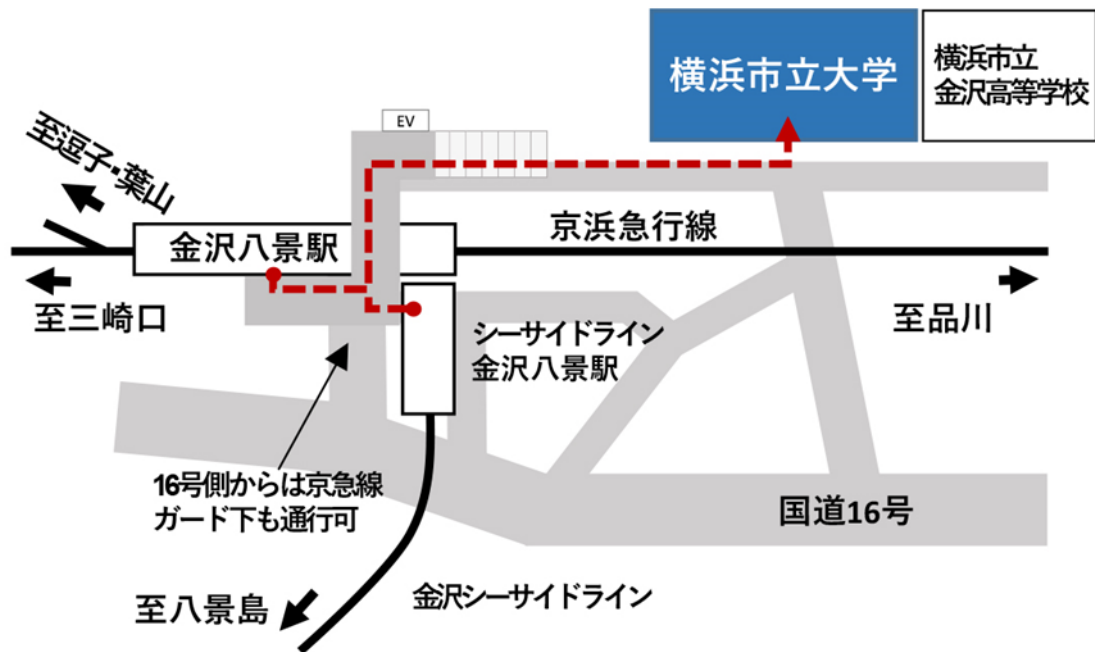 横浜市立大学
横浜市立
金沢高等学校
EV
至逗子・葉山
金沢八景駅
京浜急行線
至三崎口
至品川
シーサイドライン
金沢八景駅
16号側からは京急線
ガード下も通行可
国道16号
至八景島
金沢シーサイドライン